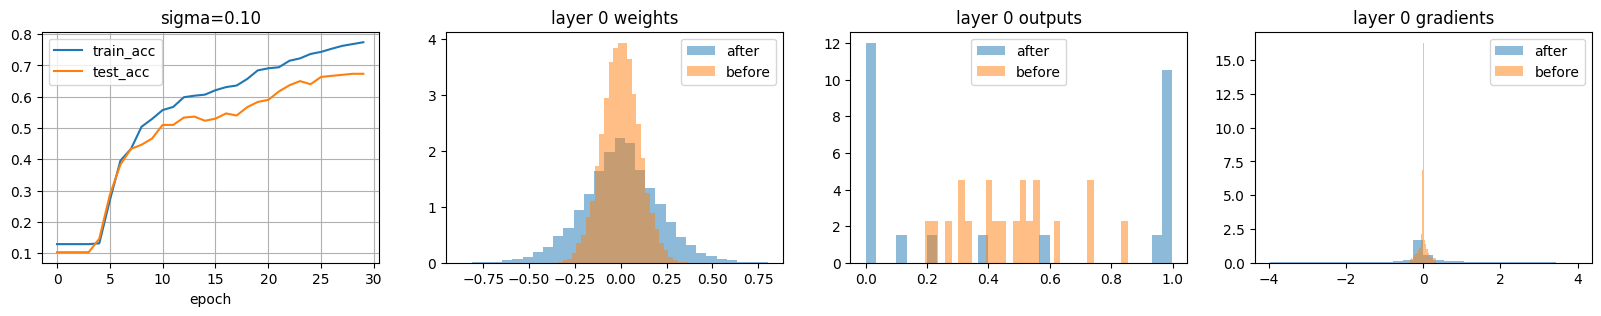 sigma=0.10
0.8
0.7
0.6
0.5
0.4
0.3
0.2
0.1
train_acc
test_acc
0 5 10 15 20 25 30
epoch
layer 0 weights
4
3
2
1
0
after
before
−0.75 −0.50 −0.25 0.00 0.25 0.50 0.75
layer 0 outputs
12
10
8
6
4
2
0
after
before
0.0 0.2 0.4 0.6 0.8 1.0
layer 0 gradients
15.0
12.5
10.0
7.5
5.0
2.5
0.0
after
before
−4 −2 0 2 4